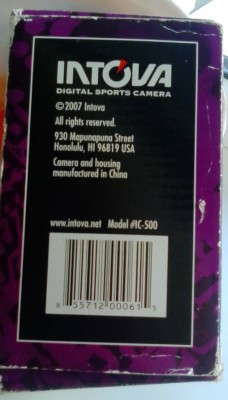 INTOVA
DIGITAL SPORTS CAMERA
©2007 Intova
All rights reserved.
930 Mapunapuna Street
Honolulu, HI 96819 USA
Camera and housing
manufactured in China
www.intova.net Model #IC-500
8 55712 00061 5